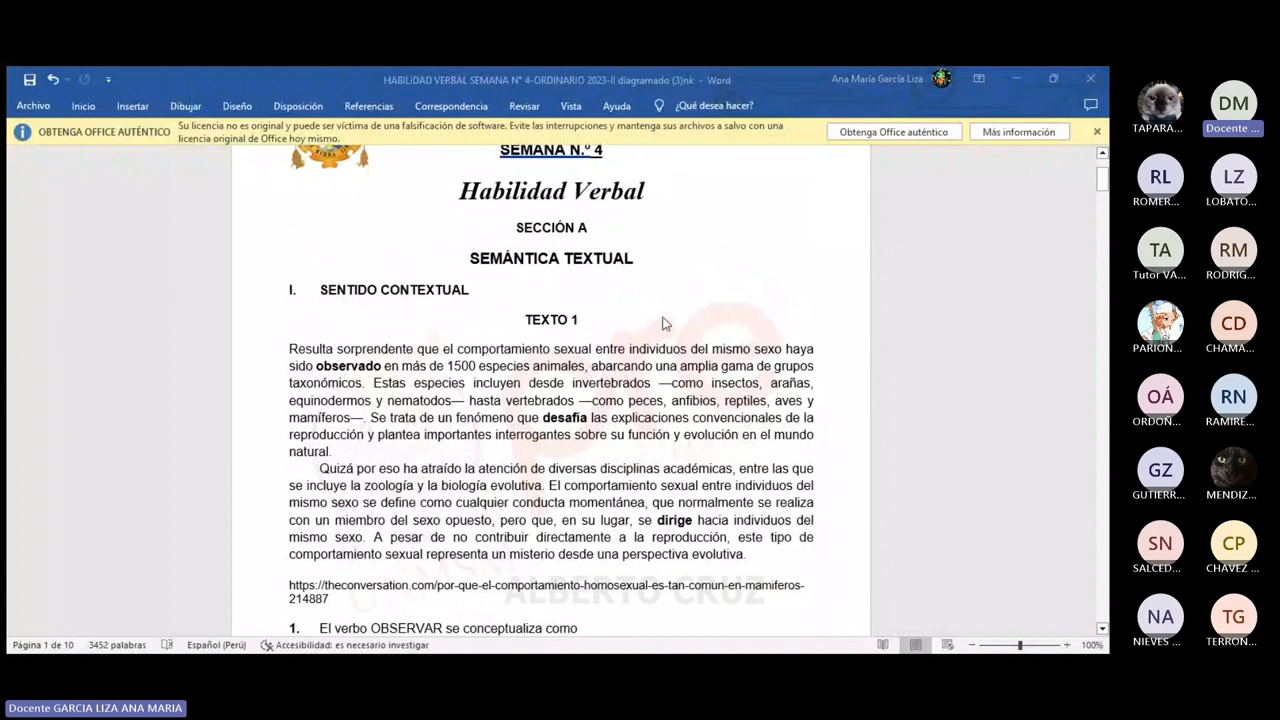 HABILIDAD VERBAL SEMANA N° 4-ORDINARIO 2023-II diagramado (3)nk - Word
Ana María García Liza
Archivo Inicio Insertar Dibujar Diseño Disposición Referencias Correspondencia Revisar Vista Ayuda ¿Qué desea hacer?
OBTENGA OFFICE AUTÉNTICO Su licencia no es original y puede ser víctima de una falsificación de software. Evite las interrupciones y mantenga sus archivos a salvo con una
licencia original de Office hoy mismo.
Obtenga Office auténtico
Más información
SEMANA N.º 4
Habilidad Verbal
SECCIÓN A
SEMÁNTICA TEXTUAL
I. SENTIDO CONTEXTUAL
TEXTO 1
Resulta sorprendente que el comportamiento sexual entre individuos del mismo sexo haya
sido observado en más de 1500 especies animales, abarcando una amplia gama de grupos
taxonómicos. Estas especies incluyen desde invertebrados —como insectos, arañas,
equinodermos y nematodos— hasta vertebrados —como peces, anfibios, reptiles, aves y
mamíferos—. Se trata de un fenómeno que desafía las explicaciones convencionales de la
reproducción y plantea importantes interrogantes sobre su función y evolución en el mundo
natural.
Quizá por eso ha atraído la atención de diversas disciplinas académicas, entre las que
se incluye la zoología y la biología evolutiva. El comportamiento sexual entre individuos del
mismo sexo se define como cualquier conducta momentánea, que normalmente se realiza
con un miembro del sexo opuesto, pero que, en su lugar, se dirige hacia individuos del
mismo sexo. A pesar de no contribuir directamente a la reproducción, este tipo de
comportamiento sexual representa un misterio desde una perspectiva evolutiva.
https://theconversation.com/por-que-el-comportamiento-homosexual-es-tan-comun-en-mamiferos-
214887
ALBERTO CRUZ
1. El verbo OBSERVAR se conceptualiza como
Página 1 de 10 3452 palabras Español (Perú) Accesibilidad: es necesario investigar 100%
TAPARA...
DM
Docente ...
RL
ROMER...
LZ
LOBATO...
TA
Tutor VA...
RM
RODRIG...
PARION...
CD
CHAMA...
OÁ
ORDOÑ...
RN
RAMIRE...
GZ
GUTIERR...
MENDIZ...
SN
SALCED...
CP
CHAVEZ ...
NA
NIEVES ...
TG
TERRON...
Docente GARCIA LIZA ANA MARIA